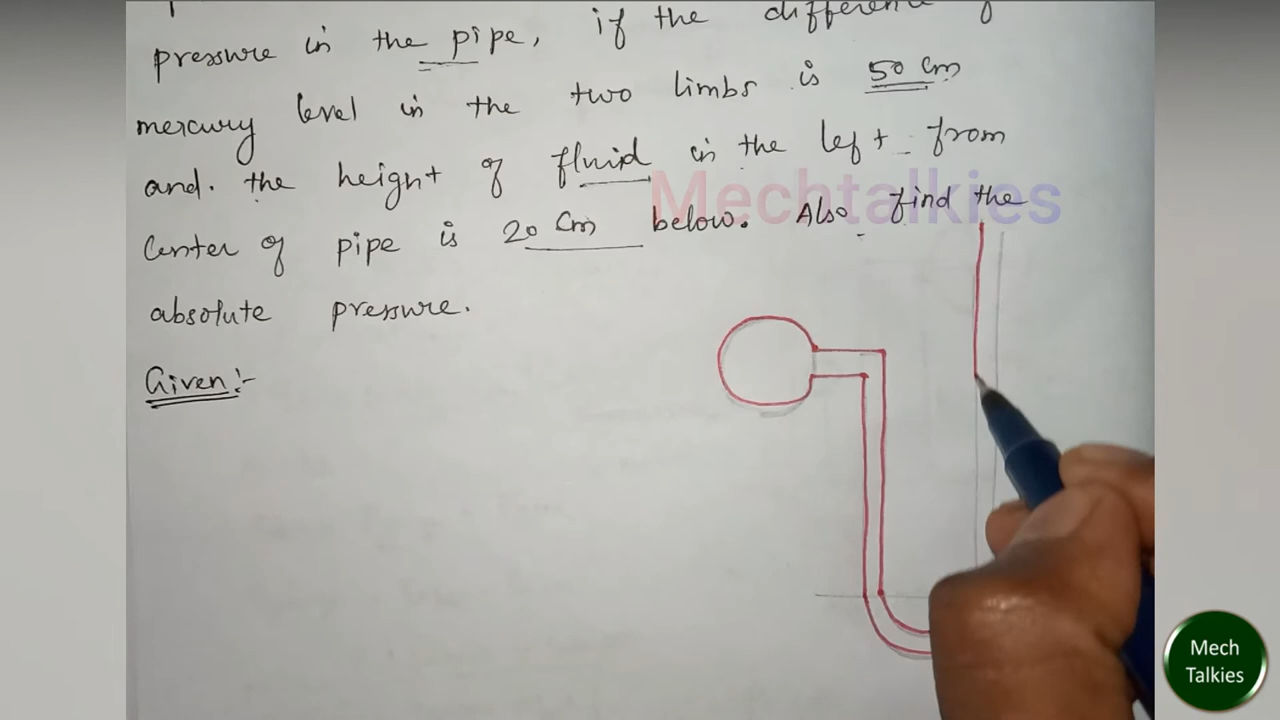 pressure in the pipe, if the difference of
mercury level in the two limbs is 50 cm
and. the height of fluid in the left from
Center of pipe is 20 cm below. Also find the
absolute pressure.
Given:-
Mechtalkies
Mech
Talkies